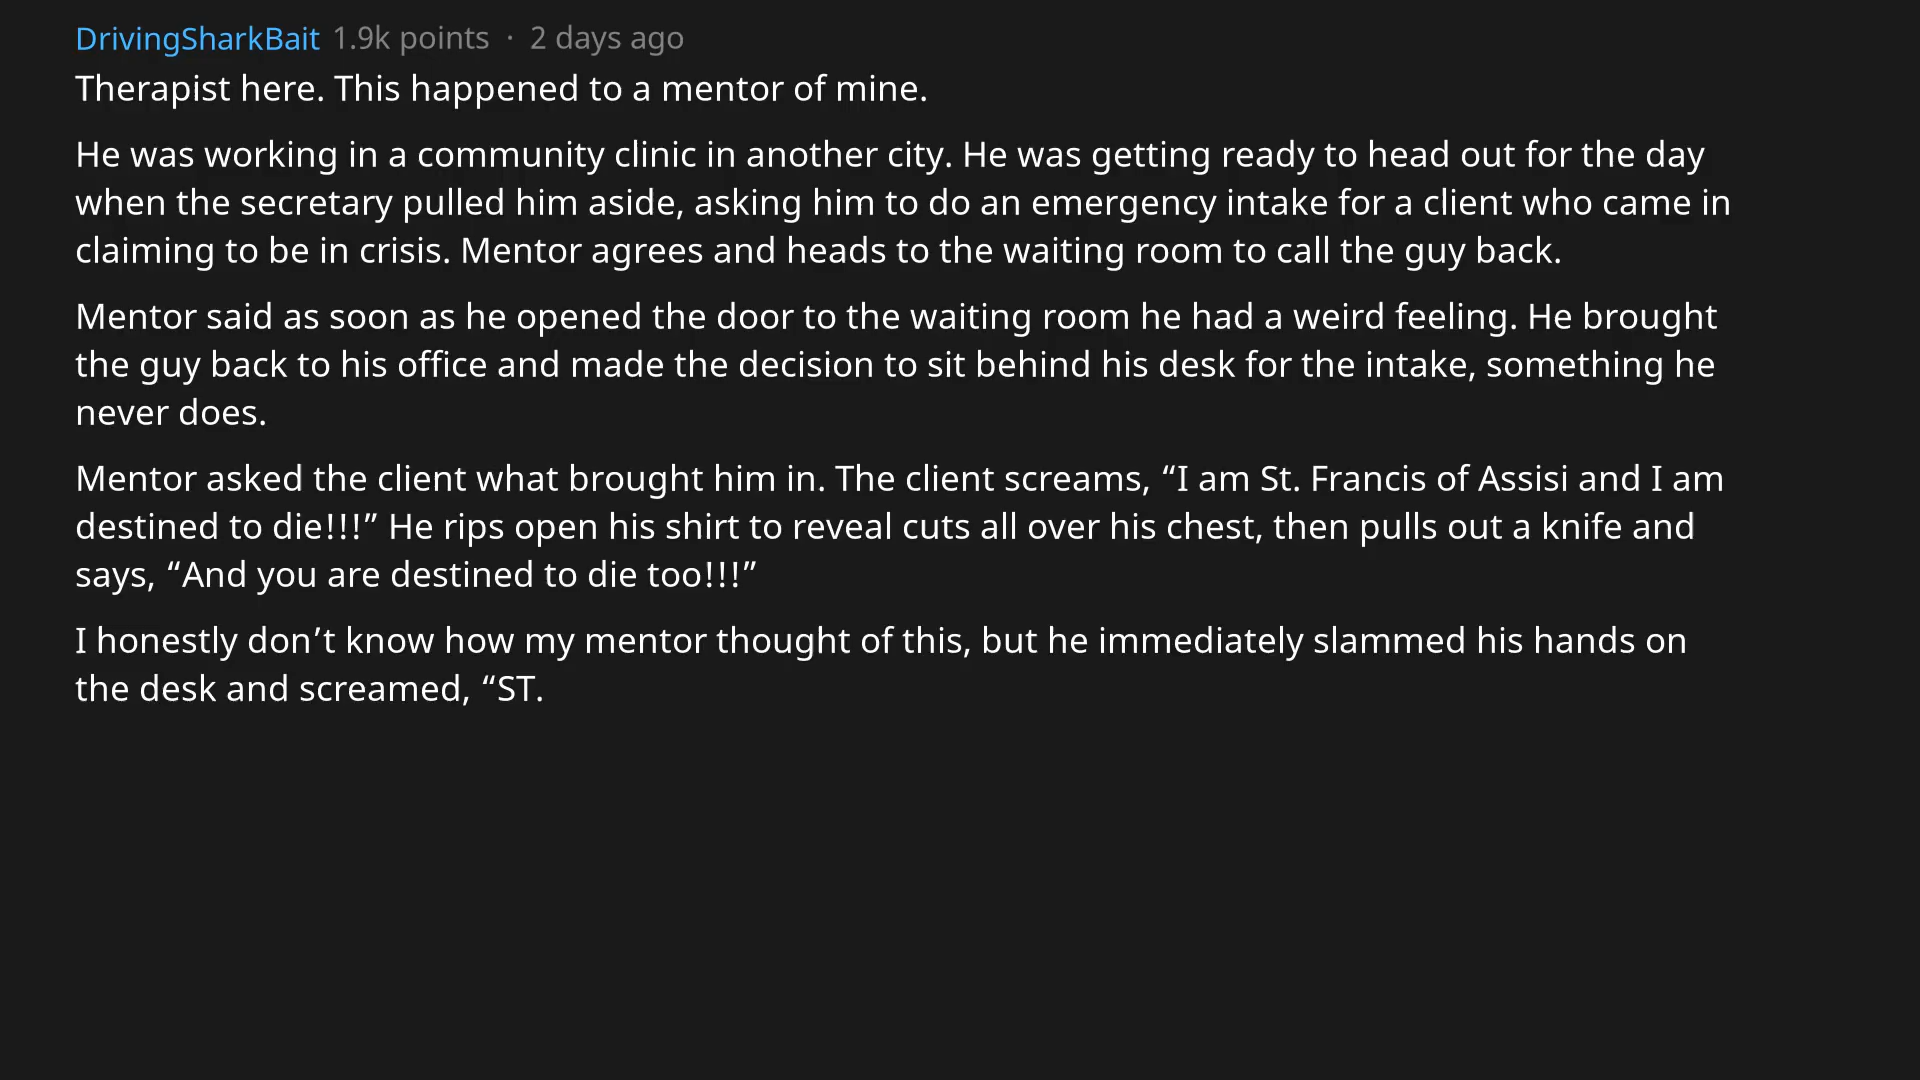 DrivingSharkBait 1.9k points · 2 days ago
Therapist here. This happened to a mentor of mine.
He was working in a community clinic in another city. He was getting ready to head out for the day
when the secretary pulled him aside, asking him to do an emergency intake for a client who came in
claiming to be in crisis. Mentor agrees and heads to the waiting room to call the guy back.
Mentor said as soon as he opened the door to the waiting room he had a weird feeling. He brought
the guy back to his office and made the decision to sit behind his desk for the intake, something he
never does.
Mentor asked the client what brought him in. The client screams, “I am St. Francis of Assisi and I am
destined to die!!!” He rips open his shirt to reveal cuts all over his chest, then pulls out a knife and
says, “And you are destined to die too!!!”
I honestly don’t know how my mentor thought of this, but he immediately slammed his hands on
the desk and screamed, “ST.